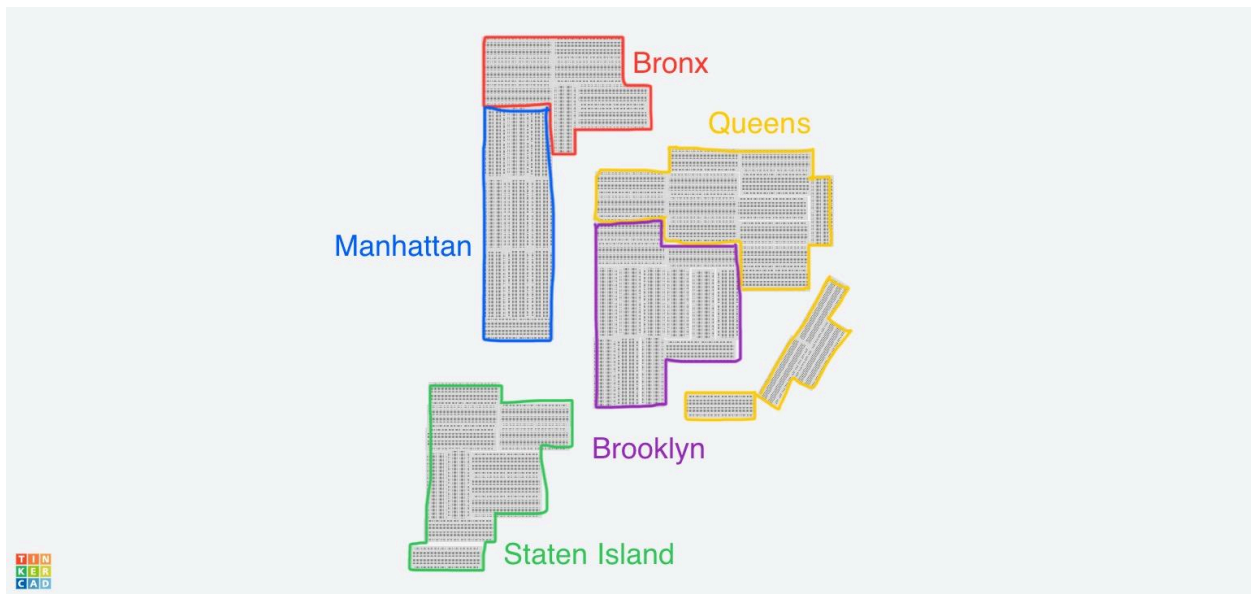 Bronx
Queens
Manhattan
Brooklyn
Staten Island
TIN
KER
CAD